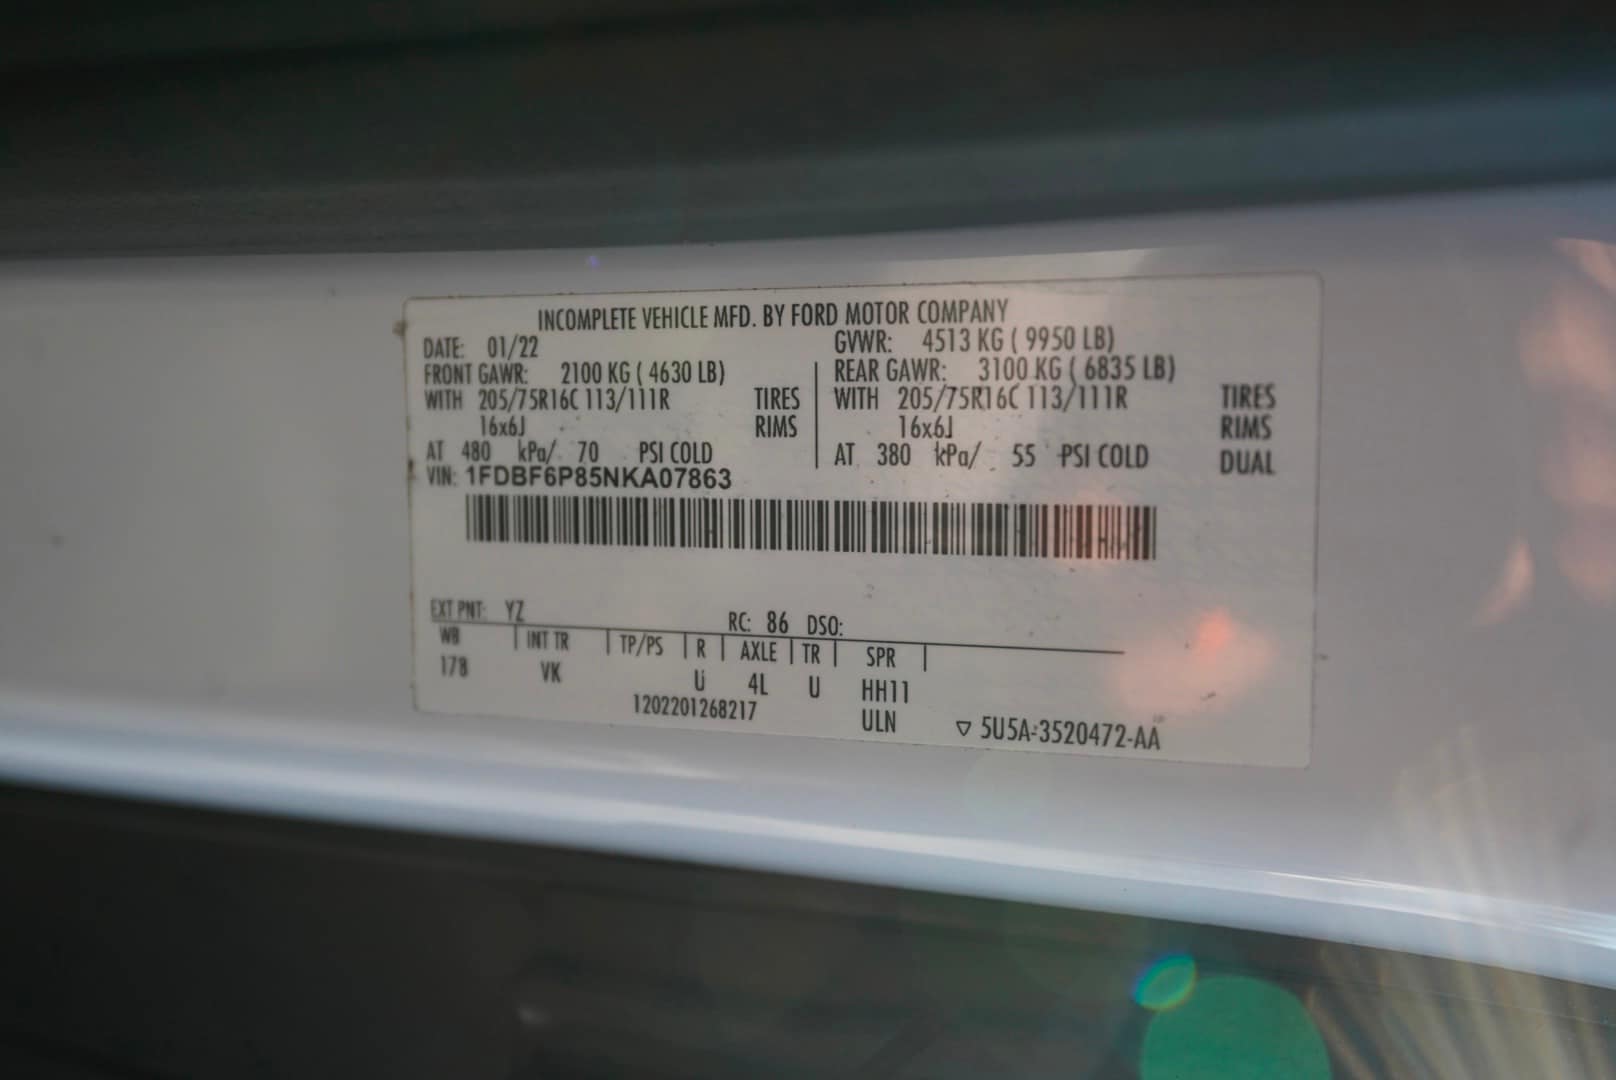 INCOMPLETE VEHICLE MFD. BY FORD MOTOR COMPANY
DATE: 01/22 GVWR: 4513 KG ( 9950 LB)
FRONT GAWR: 2100 KG ( 4630 LB) REAR GAWR: 3100 KG ( 6835 LB)
WITH 205/75R16C 113/111R TIRES WITH 205/75R16C 113/111R TIRES
16x6J RIMS 16x6J RIMS
AT 480 kPa/ 70 PSI COLD AT 380 kPa/ 55 PSI COLD DUAL
VIN: 1FDBF6P85NKA07863
EXT PNT: YZ RC: 86 DSO:
WB INT TR TP/PS R AXLE TR SPR
178 VK U 4L U HH11
1202201268217 ULN ▽ 5U5A-3520472-AA